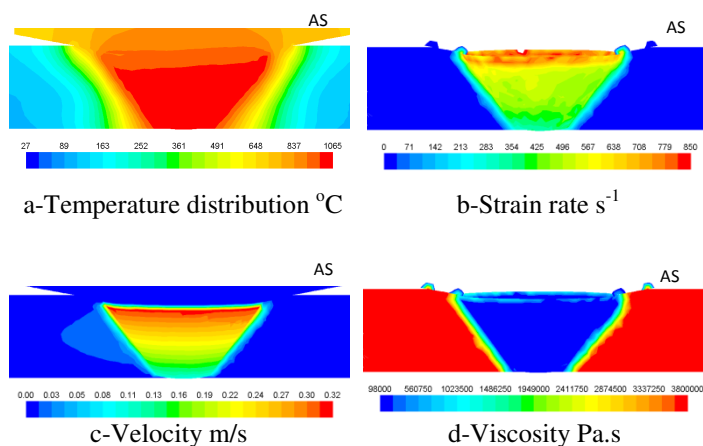 AS
AS
27 89 163 252 361 491 648 837 1065
0 71 142 212 283 354 425 496 567 638 708 779 850
a-Temperature distribution °C
b-Strain rate s⁻¹
AS
AS
0.00 0.03 0.05 0.08 0.11 0.13 0.16 0.19 0.21 0.24 0.27 0.29 0.32
98000 560750 1023500 1486250 1949000 2411750 2874500 3337250 3800000
c-Velocity m/s
d-Viscosity Pa.s